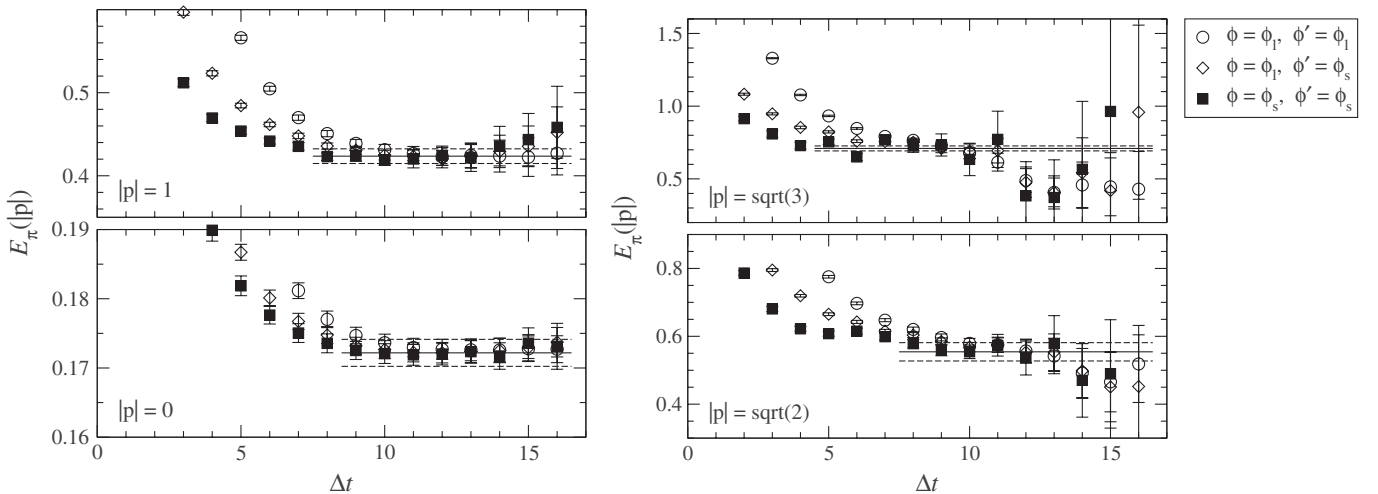 0.5
0.4
|p| = 1
E_π(|p|)
0.19
0.18
0.17
0.16
|p| = 0
0 5 10 15
Δt
1.5
1.0
0.5
|p| = sqrt(3)
E_π(|p|)
0.8
0.6
0.4
|p| = sqrt(2)
0 5 10 15
Δt
ϕ = ϕ_l, ϕ′ = ϕ_l
ϕ = ϕ_l, ϕ′ = ϕ_s
ϕ = ϕ_s, ϕ′ = ϕ_s